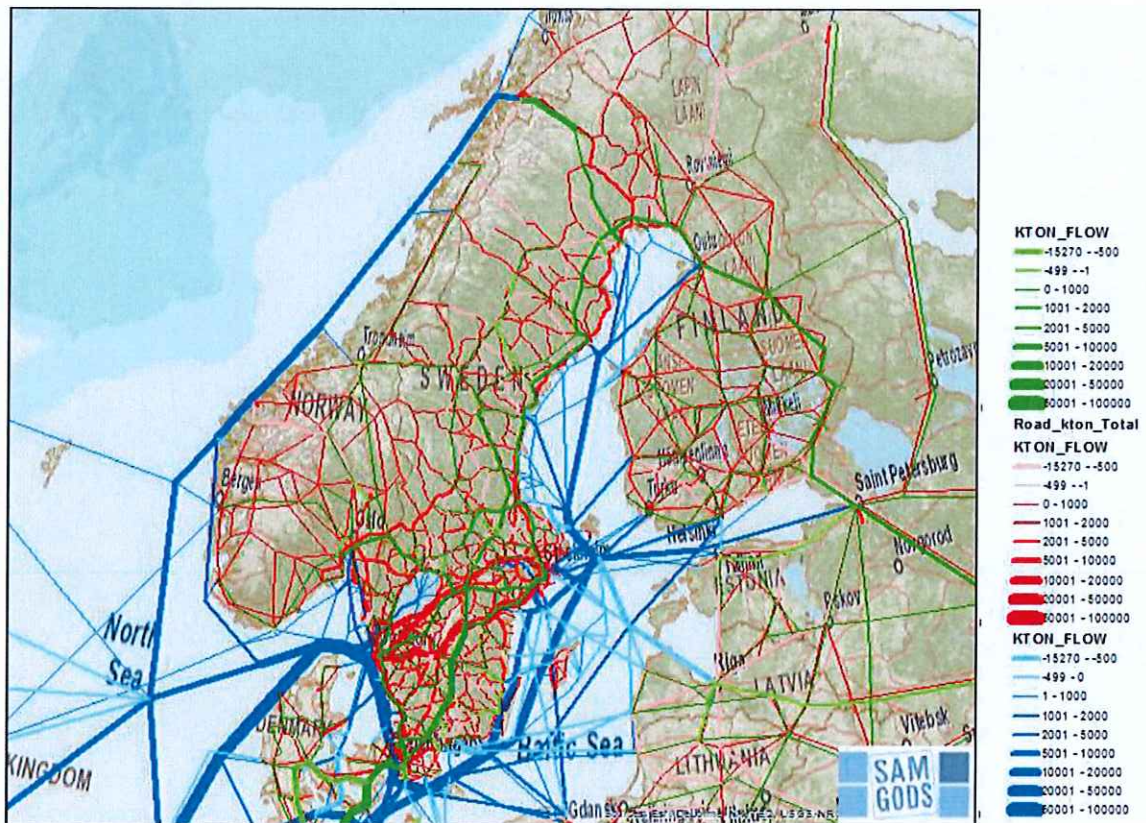 LAPIN
LAANI
Trondheim
SWEDEN
NORWAY
FINLAND
Mikkeli
Petrozav
Bergen
Turku
Saint Petersburg
Novgorod
ESTONIA
Pskov
North
Sea
Riga
LATVIA
DENMARK
Vitebsk
Baltic Sea
LITHUANIA
KINGDOM
Gdansk
SAM
GODS
KTON_FLOW
-15270 - -500
-499 - -1
0 - 1000
1001 - 2000
2001 - 5000
5001 - 10000
10001 - 20000
20001 - 50000
50001 - 100000
Road_kton_Total
KTON_FLOW
-15270 - -500
-499 - -1
0 - 1000
1001 - 2000
2001 - 5000
5001 - 10000
10001 - 20000
20001 - 50000
50001 - 100000
KTON_FLOW
-15270 - -500
-499 - 0
1 - 1000
1001 - 2000
2001 - 5000
5001 - 10000
10001 - 20000
20001 - 50000
50001 - 100000